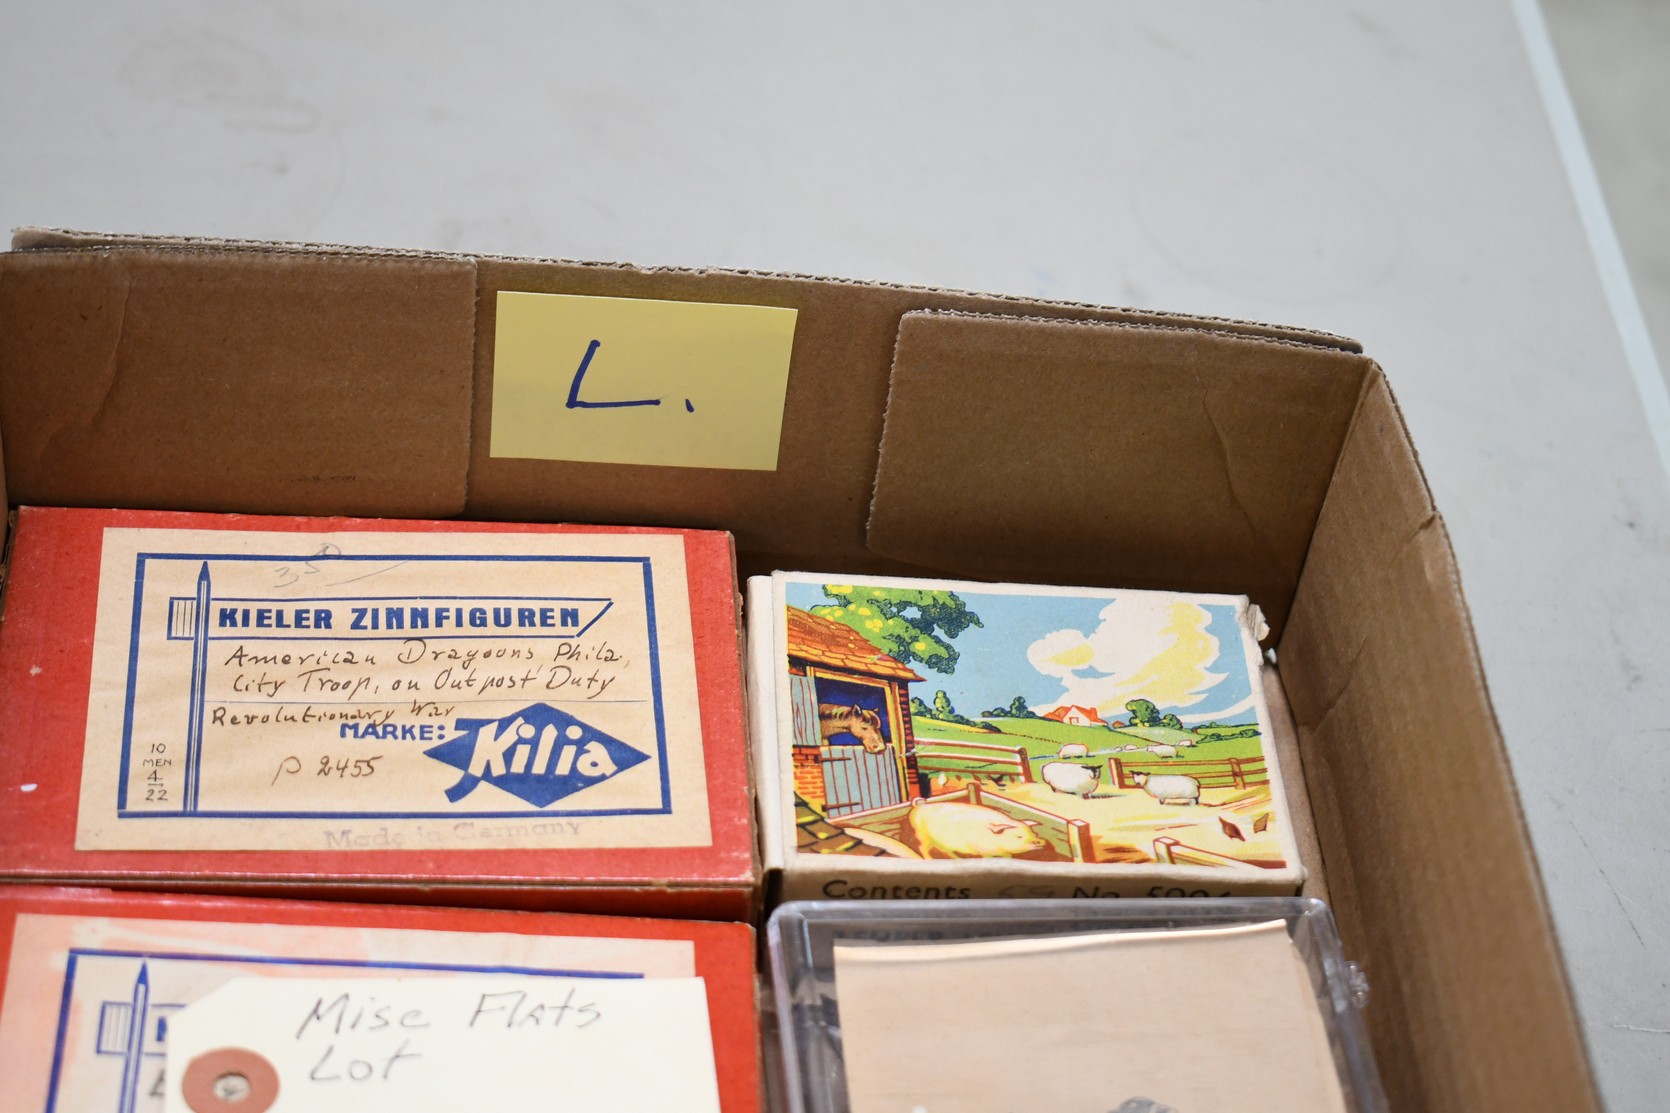 L.
35
KIELER ZINNFIGUREN
American Dragoons, Phila.
City Troop, on Outpost Duty
Revolutionary War
MARKE: Kilia
P 2455
10
MEN
4
22
Made in Germany
Contents
No.
Misc Flats
Lot